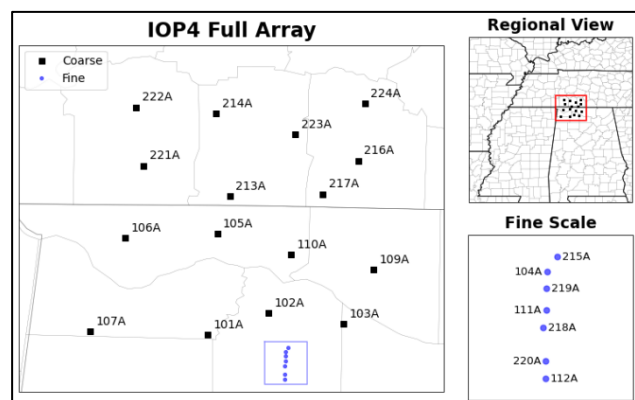 IOP4 Full Array
Coarse
Fine
222A
214A
224A
223A
221A
216A
213A
217A
106A
105A
110A
109A
107A
101A
102A
103A
Regional View
Fine Scale
215A
104A
219A
111A
218A
220A
112A